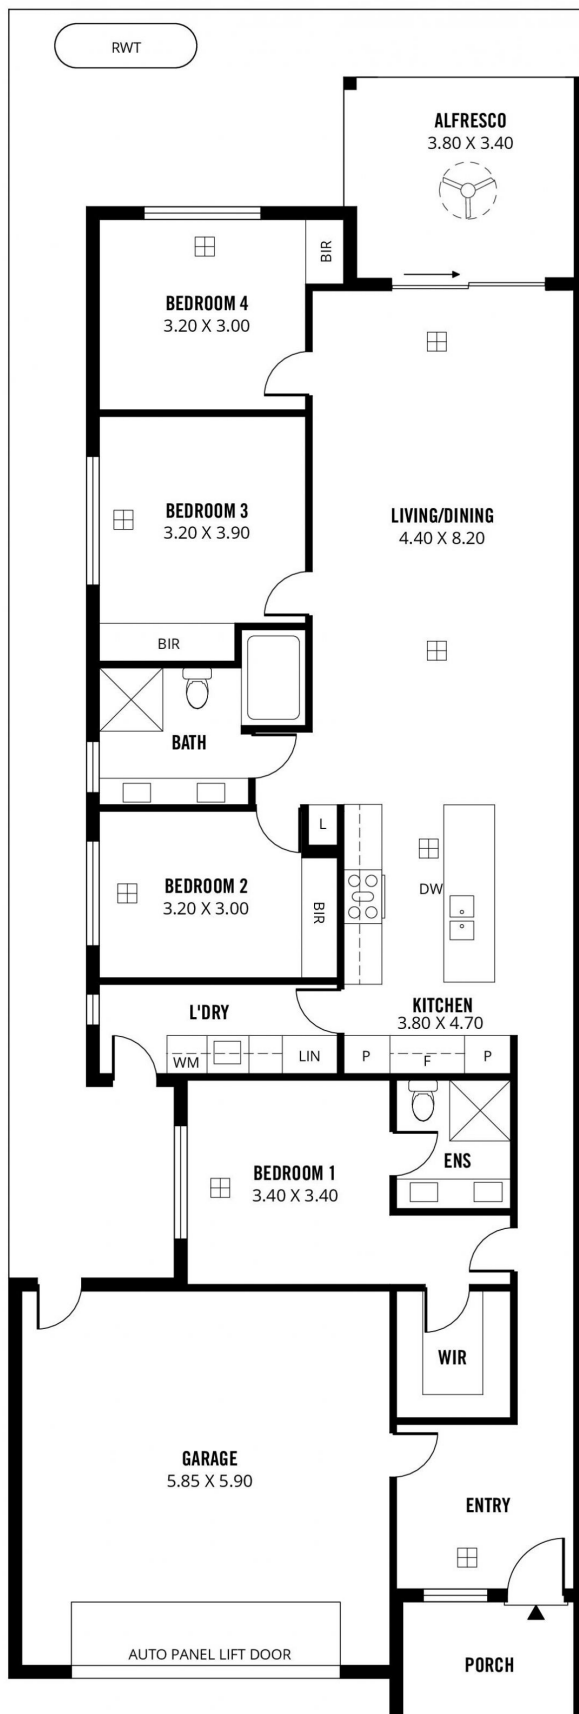 RWT
ALFRESCO
3.80 X 3.40
BIR
BEDROOM 4
3.20 X 3.00
BEDROOM 3
3.20 X 3.90
LIVING/DINING
4.40 X 8.20
BIR
BATH
L
BEDROOM 2
3.20 X 3.00
BIR
DW
L'DRY
KITCHEN
3.80 X 4.70
WM
LIN
P
F
P
BEDROOM 1
3.40 X 3.40
ENS
WIR
GARAGE
5.85 X 5.90
ENTRY
AUTO PANEL LIFT DOOR
PORCH